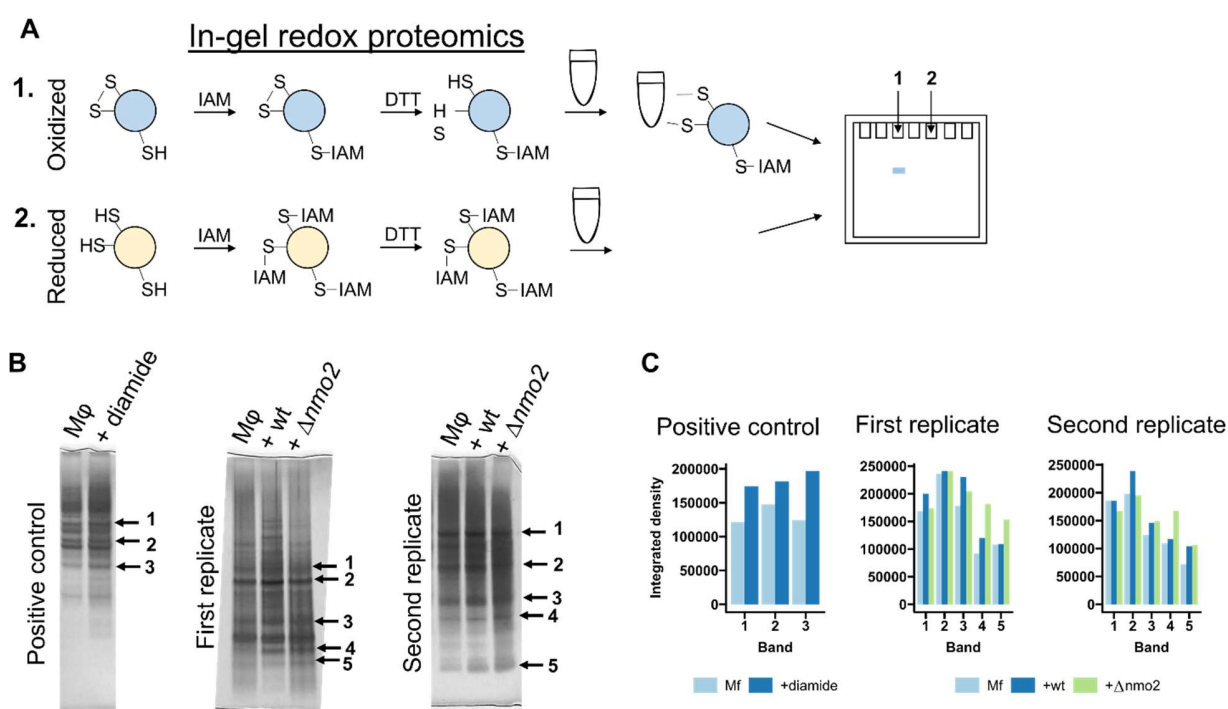 A
In-gel redox proteomics
1.
Oxidized
S
S
SH
IAM
S
S
S-IAM
DTT
HS
H
S
S-IAM
S
S
S-IAM
1 2
2.
Reduced
HS
HS
SH
IAM
S-IAM
S
IAM
S-IAM
DTT
S-IAM
S
IAM
S-IAM
B
Positive control
Mφ
+ diamide
1
2
3
First replicate
Mφ
+ wt
+ Δnmo2
1
2
3
4
5
Second replicate
Mφ
+ wt
+ Δnmo2
1
2
3
4
5
C
Positive control
Integrated density
200000
150000
100000
50000
0
1 2 3
Band
First replicate
250000
200000
150000
100000
50000
0
1 2 3 4 5
Band
Second replicate
250000
200000
150000
100000
50000
0
1 2 3 4 5
Band
Mf +diamide
Mf +wt +Δnmo2